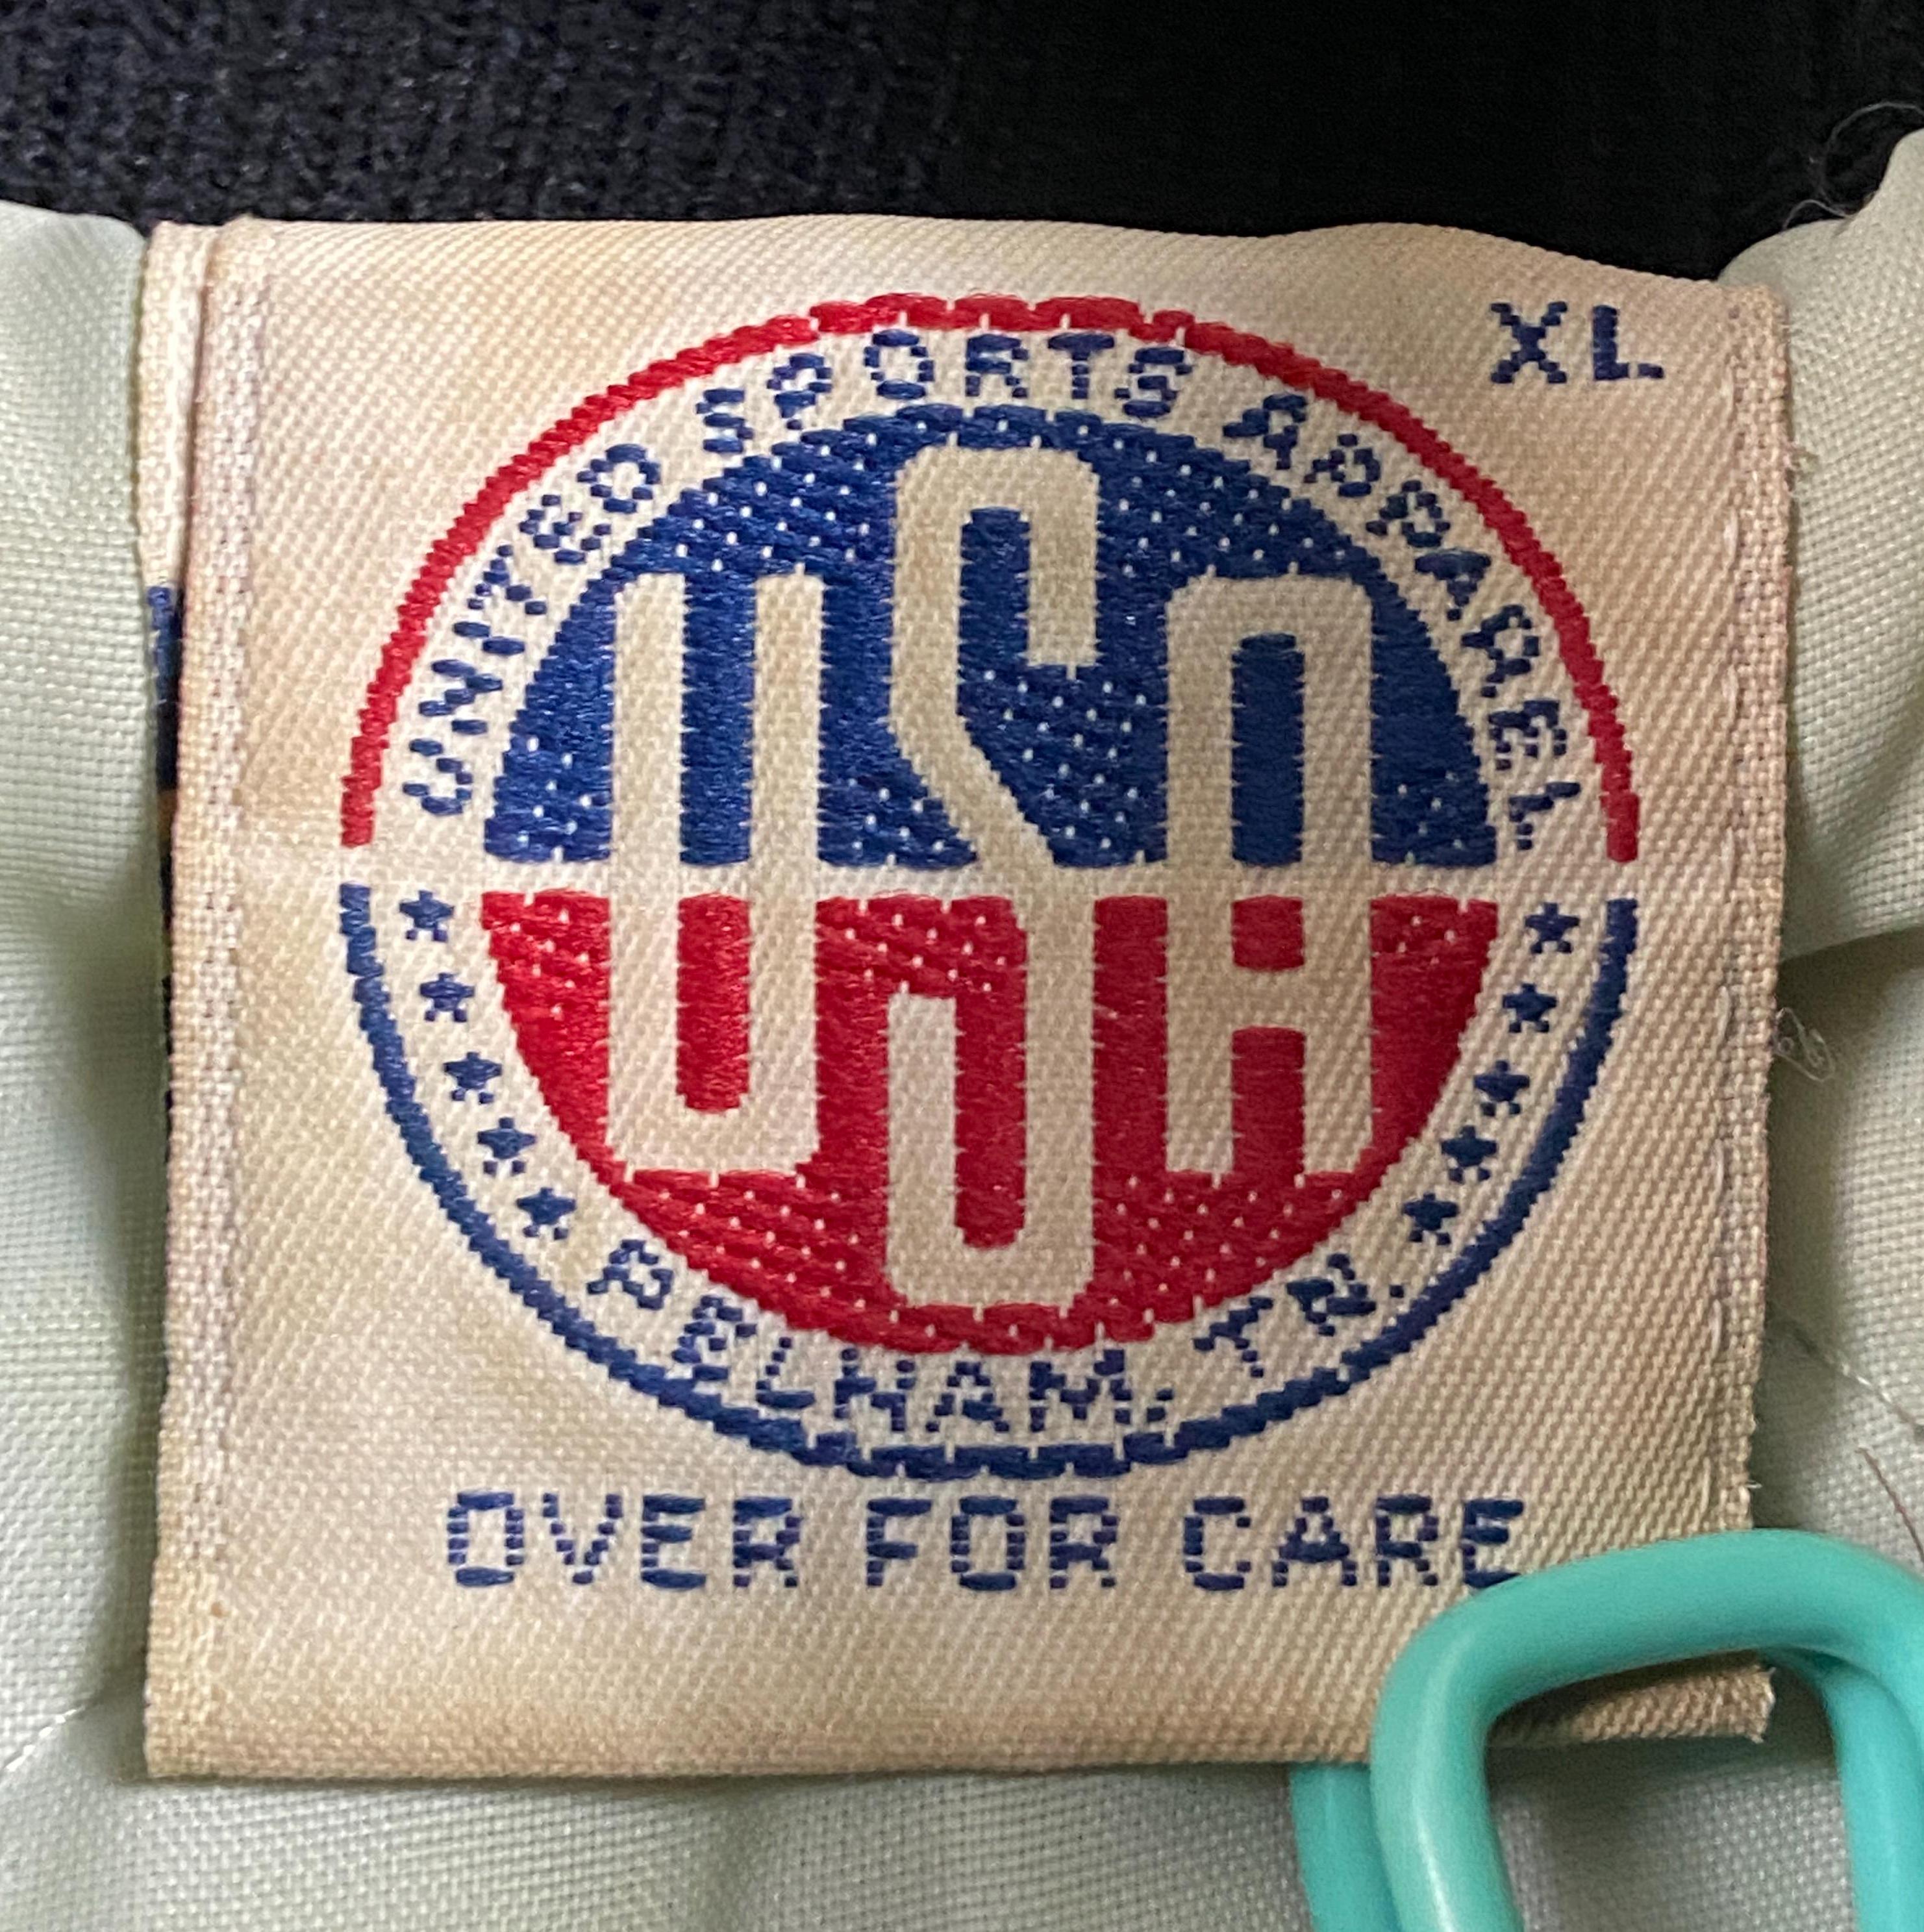 XL
UNITED SPORTS APPAREL
USA
PELHAM, TN.
OVER FOR CARE